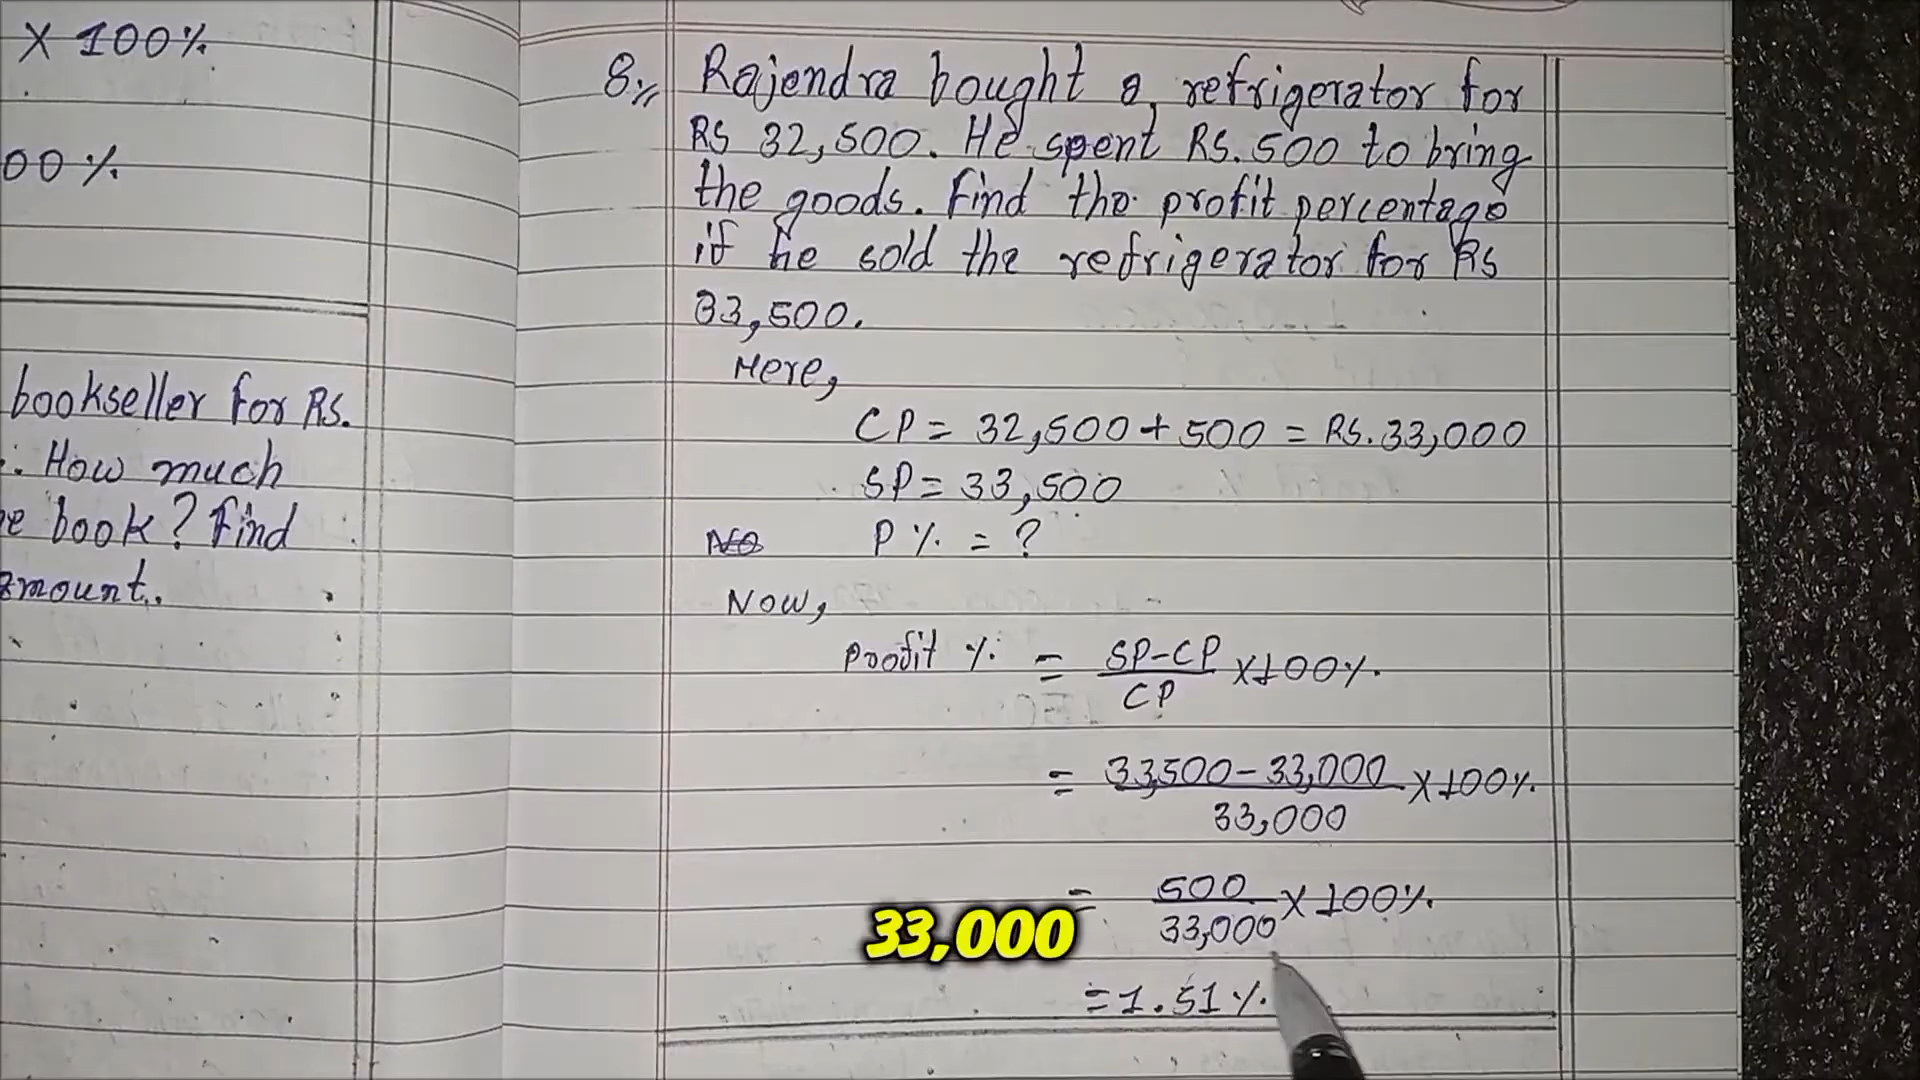 X 100%
00%
bookseller for Rs.
. How much
e book? Find
amount.
8. Rajendra bought a refrigerator for
RS 32,500. He spent RS. 500 to bring
the goods. Find the profit percentage
if he sold the refrigerator for Rs
33,500.
Here,
CP = 32,500 + 500 = RS. 33,000
SP = 33,500
P % = ?
Now,
Profit % = SP-CP / CP X 100%.
= 33,500 - 33,000 / 33,000 X 100%.
= 500 / 33,000 X 100%.
33,000
= 1.51 %